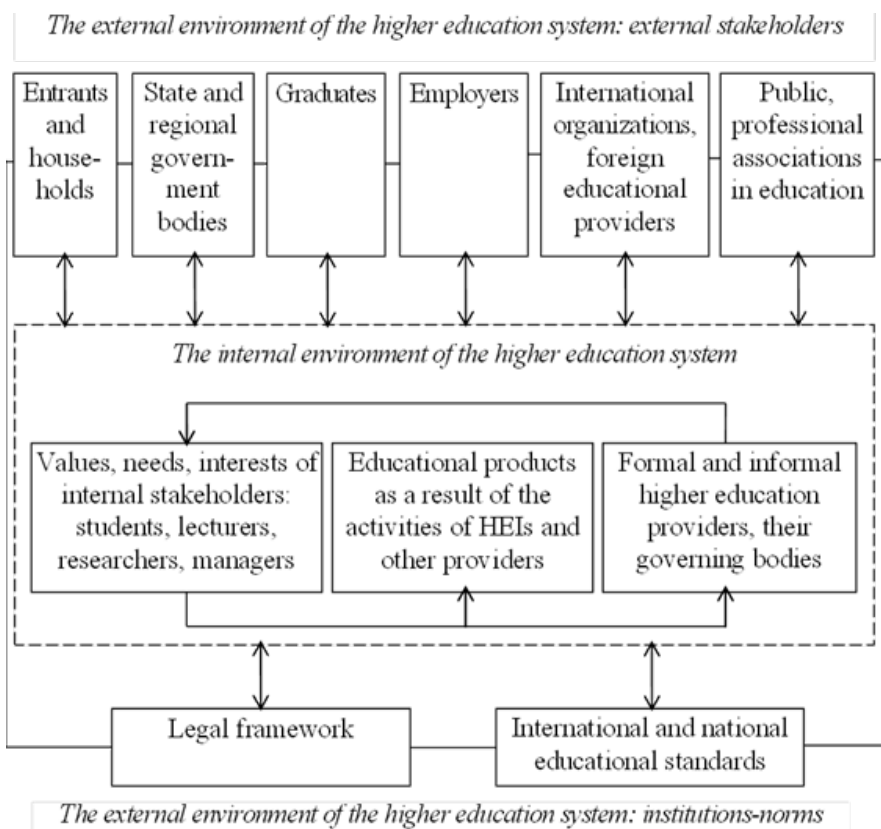 The external environment of the higher education system: external stakeholders
Entrants
and
house-
holds
State and
regional
govern-
ment
bodies
Graduates
Employers
International
organizations,
foreign
educational
providers
Public,
professional
associations
in education
The internal environment of the higher education system
Values, needs, interests of
internal stakeholders:
students, lecturers,
researchers, managers
Educational products
as a result of the
activities of HEIs and
other providers
Formal and informal
higher education
providers, their
governing bodies
Legal framework
International and national
educational standards
The external environment of the higher education system: institutions-norms